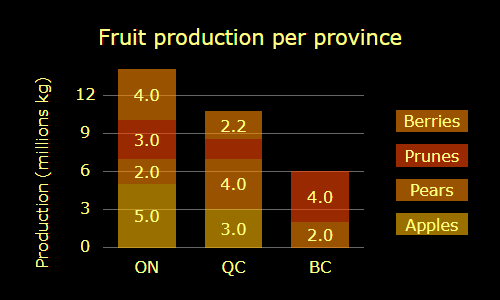 Fruit production per province
Production (millions kg)
12
9
6
3
0
4.0
3.0
2.0
5.0
2.2
4.0
3.0
4.0
2.0
ON QC BC
Berries
Prunes
Pears
Apples